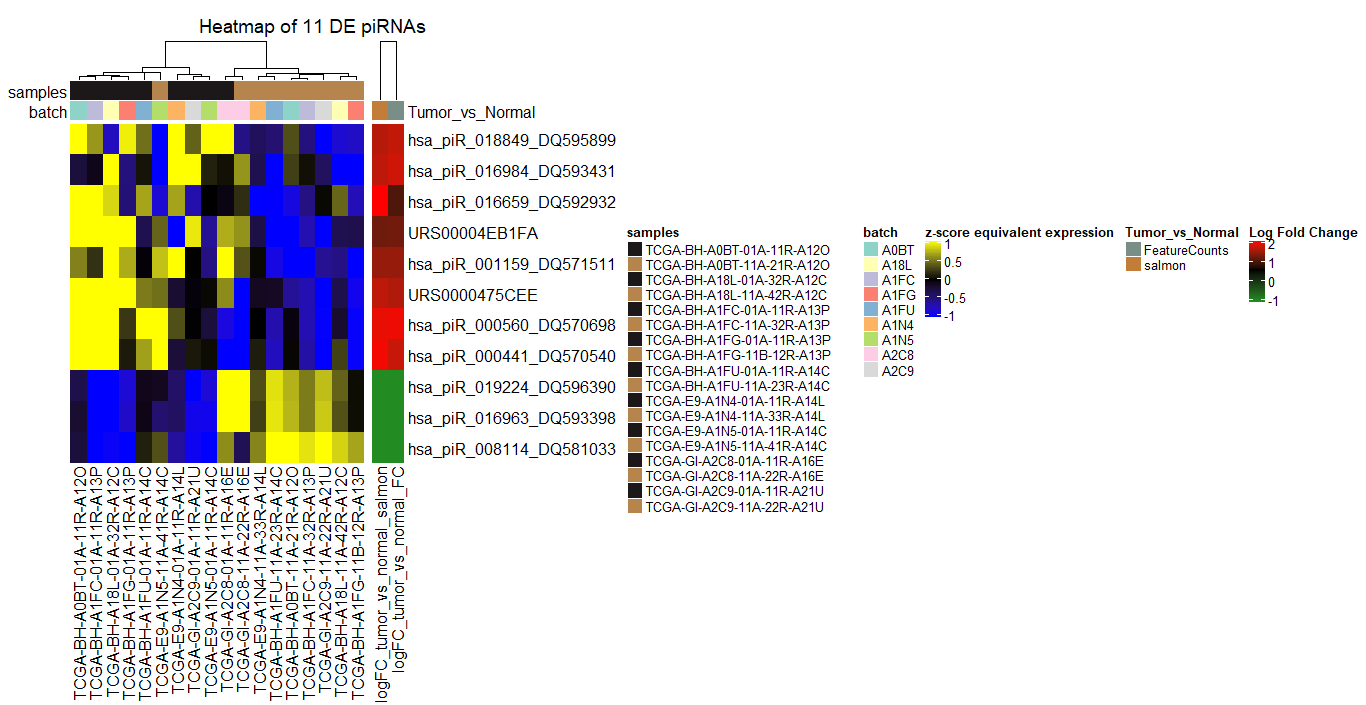 Heatmap of 11 DE piRNAs
samples
batch
Tumor_vs_Normal
hsa_piR_018849_DQ595899
hsa_piR_016984_DQ593431
hsa_piR_016659_DQ592932
URS00004EB1FA
hsa_piR_001159_DQ571511
URS0000475CEE
hsa_piR_000560_DQ570698
hsa_piR_000441_DQ570540
hsa_piR_019224_DQ596390
hsa_piR_016963_DQ593398
hsa_piR_008114_DQ581033
TCGA-BH-A0BT-01A-11R-A12O
TCGA-BH-A1FC-01A-11R-A13P
TCGA-BH-A18L-01A-32R-A12C
TCGA-BH-A1FG-01A-11R-A13P
TCGA-BH-A1FU-01A-11R-A14C
TCGA-E9-A1N5-11A-41R-A14C
TCGA-E9-A1N4-01A-11R-A14L
TCGA-GI-A2C9-01A-11R-A21U
TCGA-E9-A1N5-01A-11R-A14C
TCGA-GI-A2C8-01A-11R-A16E
TCGA-GI-A2C8-11A-22R-A16E
TCGA-E9-A1N4-11A-33R-A14L
TCGA-BH-A1FU-11A-23R-A14C
TCGA-BH-A0BT-11A-21R-A12O
TCGA-BH-A1FC-11A-32R-A13P
TCGA-GI-A2C9-11A-22R-A21U
TCGA-BH-A18L-11A-42R-A12C
TCGA-BH-A1FG-11B-12R-A13P
logFC_tumor_vs_normal_salmon
logFC_tumor_vs_normal_FC
samples
TCGA-BH-A0BT-01A-11R-A12O
TCGA-BH-A0BT-11A-21R-A12O
TCGA-BH-A18L-01A-32R-A12C
TCGA-BH-A18L-11A-42R-A12C
TCGA-BH-A1FC-01A-11R-A13P
TCGA-BH-A1FC-11A-32R-A13P
TCGA-BH-A1FG-01A-11R-A13P
TCGA-BH-A1FG-11B-12R-A13P
TCGA-BH-A1FU-01A-11R-A14C
TCGA-BH-A1FU-11A-23R-A14C
TCGA-E9-A1N4-01A-11R-A14L
TCGA-E9-A1N4-11A-33R-A14L
TCGA-E9-A1N5-01A-11R-A14C
TCGA-E9-A1N5-11A-41R-A14C
TCGA-GI-A2C8-01A-11R-A16E
TCGA-GI-A2C8-11A-22R-A16E
TCGA-GI-A2C9-01A-11R-A21U
TCGA-GI-A2C9-11A-22R-A21U
batch
A0BT
A18L
A1FC
A1FG
A1FU
A1N4
A1N5
A2C8
A2C9
z-score equivalent expression
1
0.5
0
-0.5
-1
Tumor_vs_Normal
FeatureCounts
salmon
Log Fold Change
2
1
0
-1